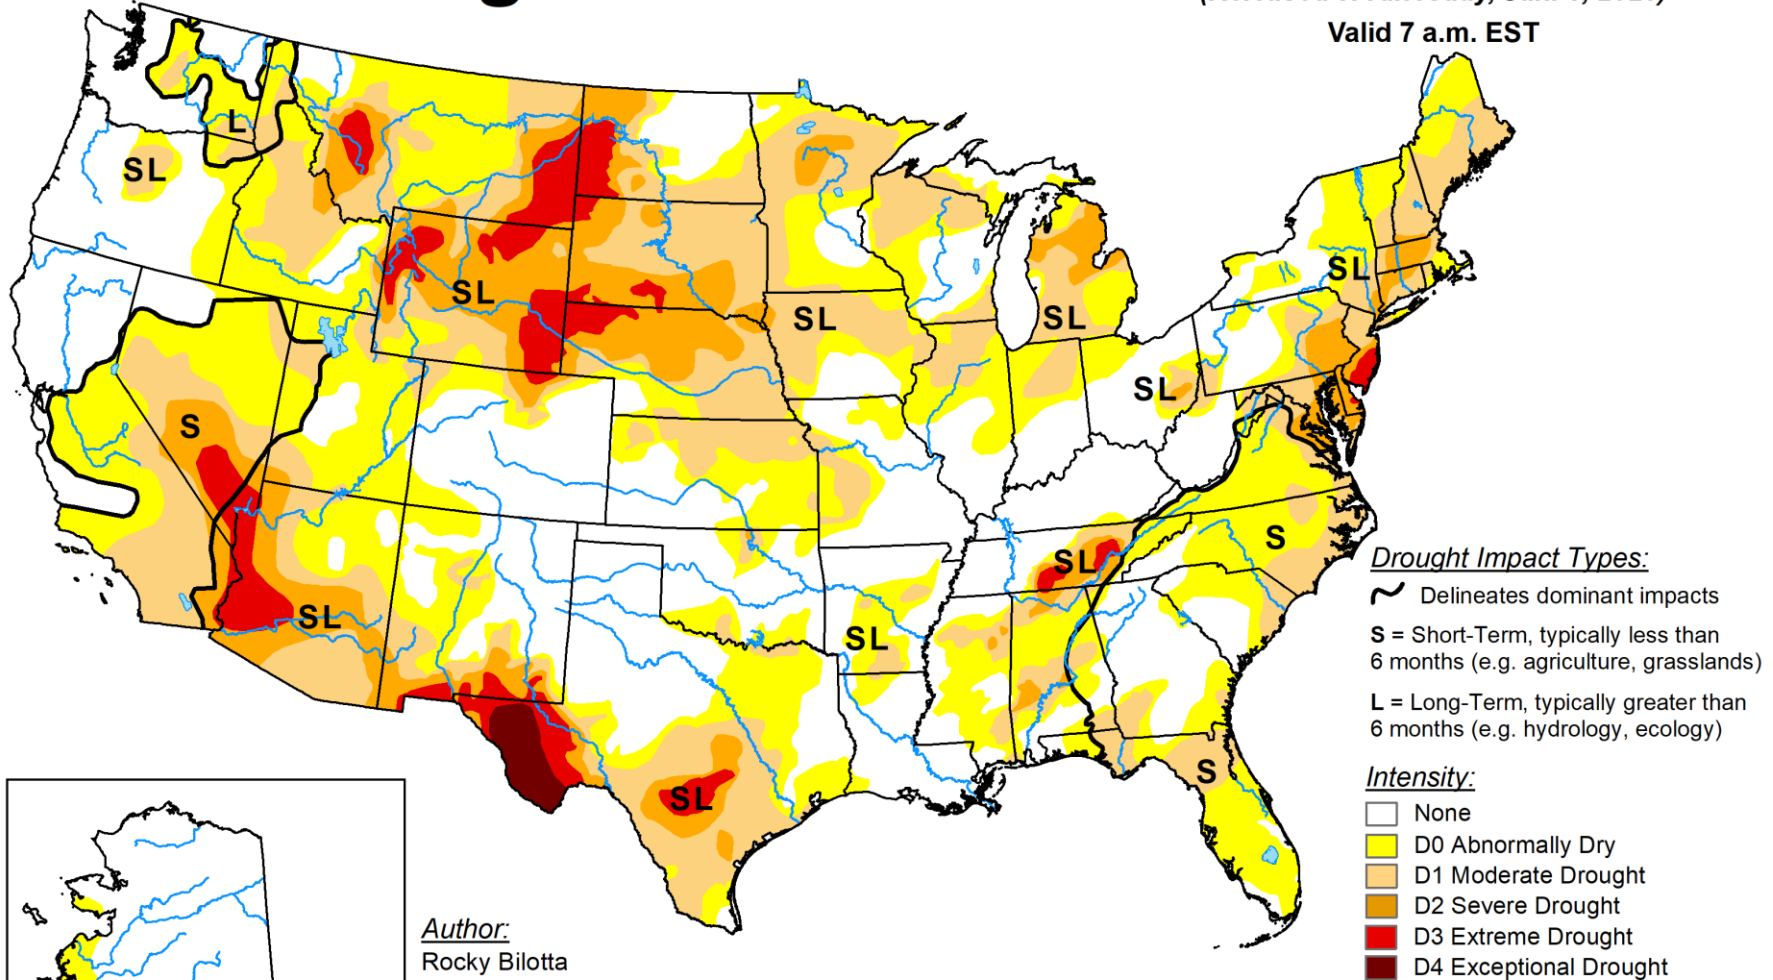 Valid 7 a.m. EST
L
SL
SL
SL
SL
SL
SL
S
S
SL
SL
SL
S
SL
Drought Impact Types:
Delineates dominant impacts
S = Short-Term, typically less than
6 months (e.g. agriculture, grasslands)
L = Long-Term, typically greater than
6 months (e.g. hydrology, ecology)
Intensity:
None
D0 Abnormally Dry
D1 Moderate Drought
D2 Severe Drought
D3 Extreme Drought
D4 Exceptional Drought
Author:
Rocky Bilotta